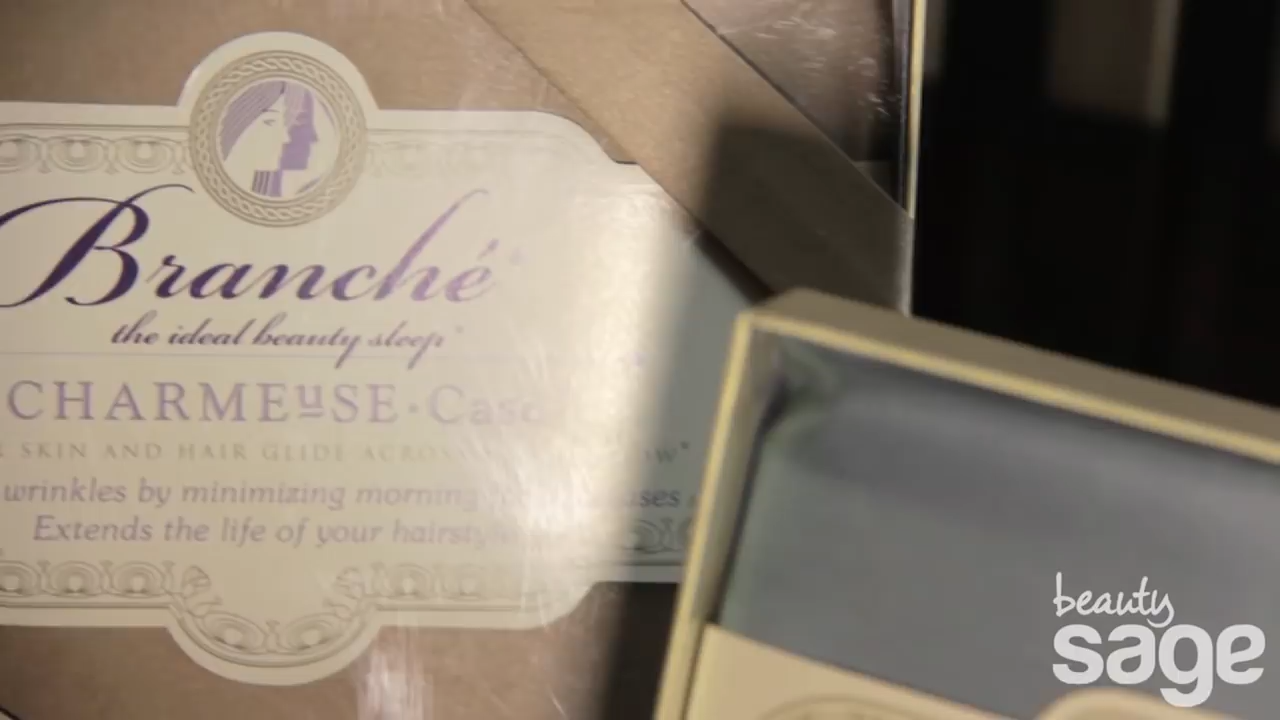 Branché
the ideal beauty sleep
CHARMEUSE·Case
SKIN AND HAIR GLIDE ACROSS
wrinkles by minimizing morning
Extends the life of your hairstyle
beauty
sage